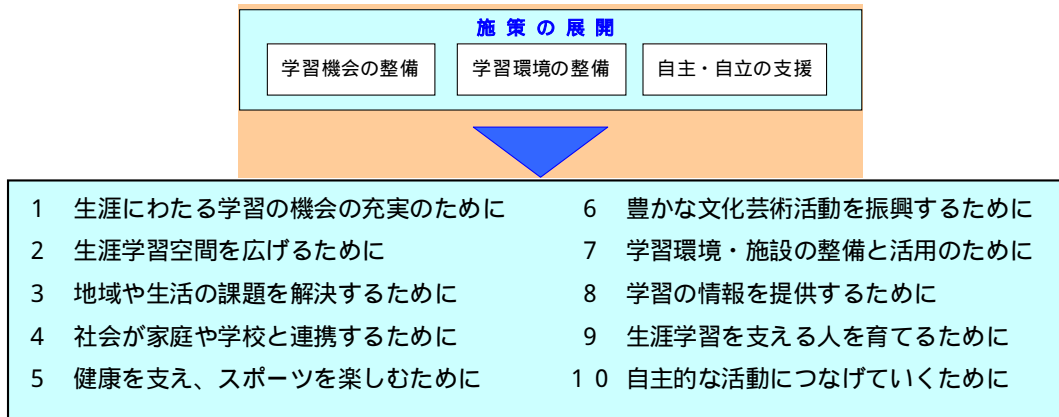 施策の展開
学習機会の整備
学習環境の整備
自主・自立の支援
1 生涯にわたる学習の機会の充実のために
2 生涯学習空間を広げるために
3 地域や生活の課題を解決するために
4 社会が家庭や学校と連携するために
5 健康を支え、スポーツを楽しむために
6 豊かな文化芸術活動を振興するために
7 学習環境・施設の整備と活用のために
8 学習の情報を提供するために
9 生涯学習を支える人を育てるために
10 自主的な活動につなげていくために